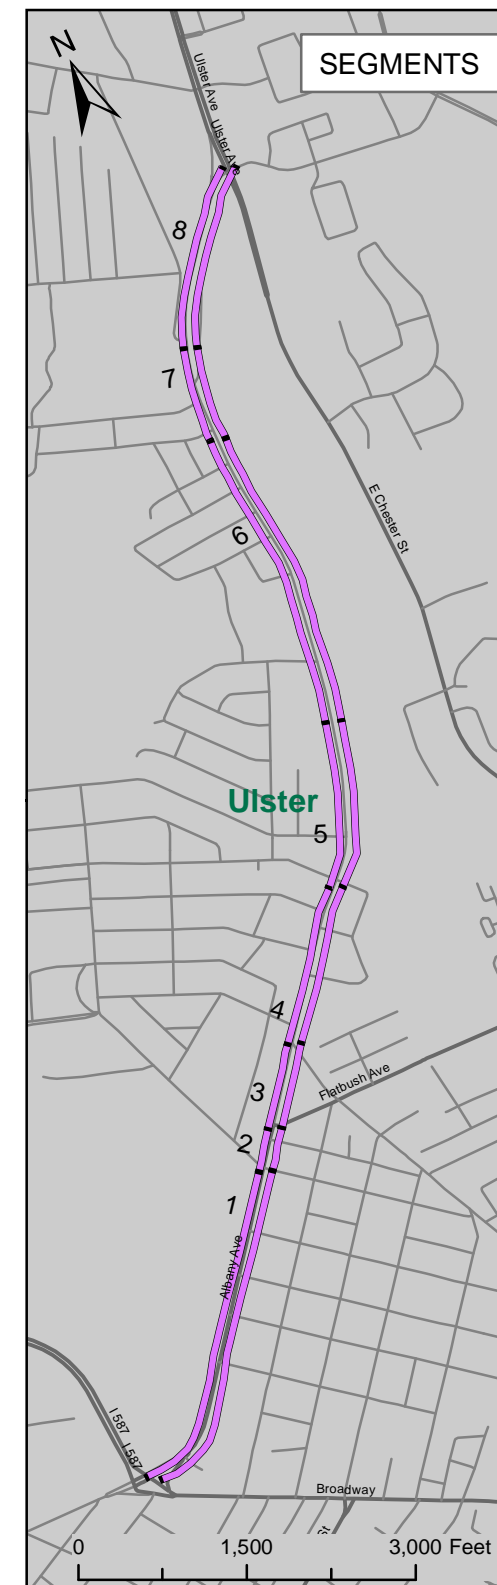 N
SEGMENTS
Ulster Ave
Ulster Ave
8
7
E Chester St
6
Ulster
5
4
Flatbush Ave
3
2
1
Albany Ave
I 587
I 587
Broadway
St
0 1,500 3,000 Feet